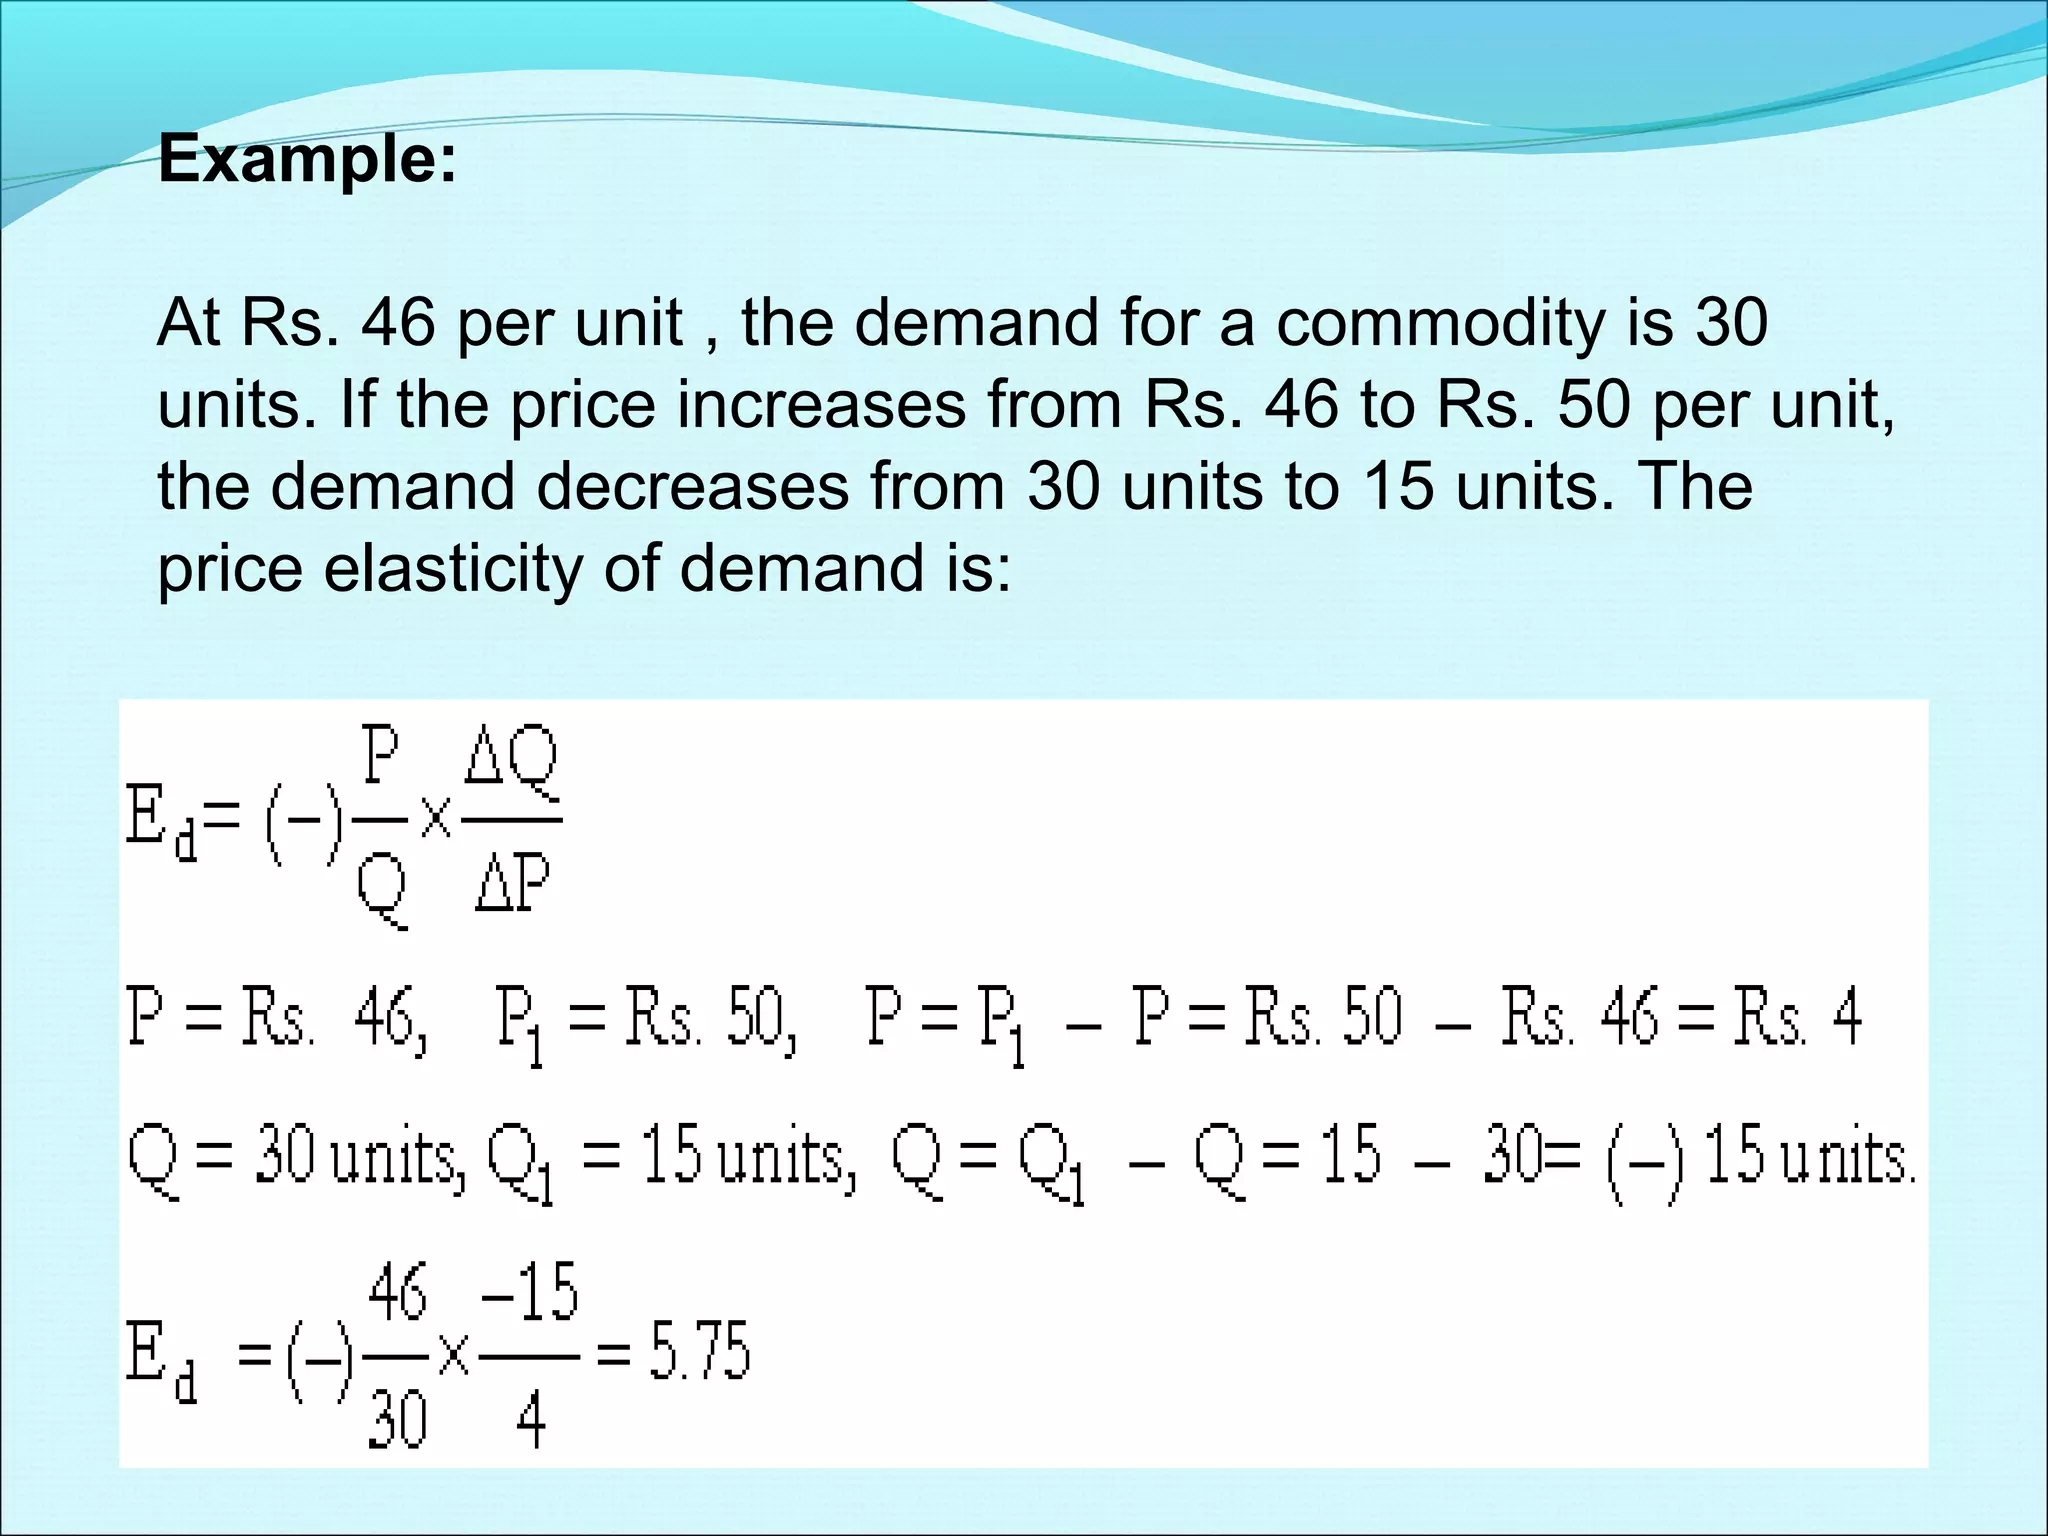 Example:
At Rs. 46 per unit , the demand for a commodity is 30
units. If the price increases from Rs. 46 to Rs. 50 per unit,
the demand decreases from 30 units to 15 units. The
price elasticity of demand is:
E_d= (–) P/Q × ΔQ/ΔP
P = Rs. 46, P₁ = Rs. 50, P = P₁ – P = Rs. 50 – Rs. 46 = Rs. 4
Q = 30 units, Q₁ = 15 units, Q = Q₁ – Q = 15 – 30= (–) 15 units.
E_d =(–) 46/30 × –15/4 = 5.75